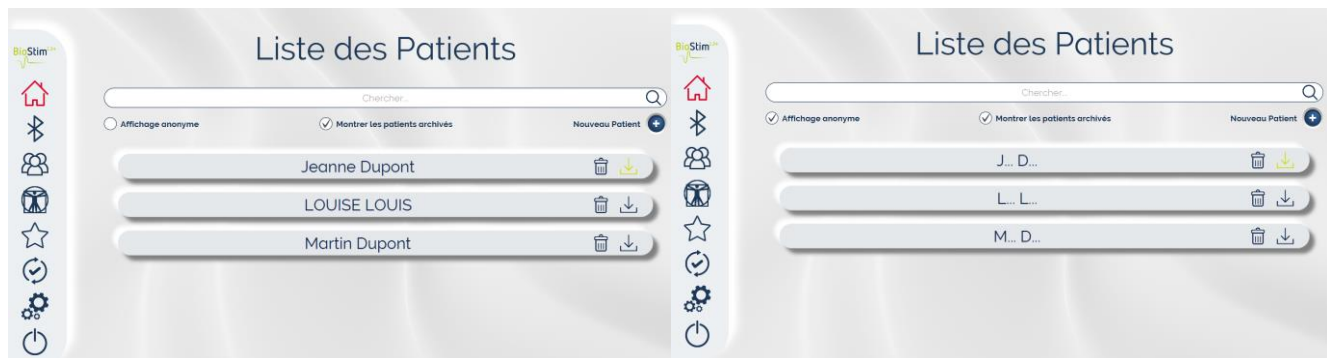 BioStim
Liste des Patients
Chercher...
Affichage anonyme
Montrer les patients archivés
Nouveau Patient
Jeanne Dupont
LOUISE LOUIS
Martin Dupont
BioStim
Liste des Patients
Chercher...
Affichage anonyme
Montrer les patients archivés
Nouveau Patient
J... D...
L... L...
M... D...